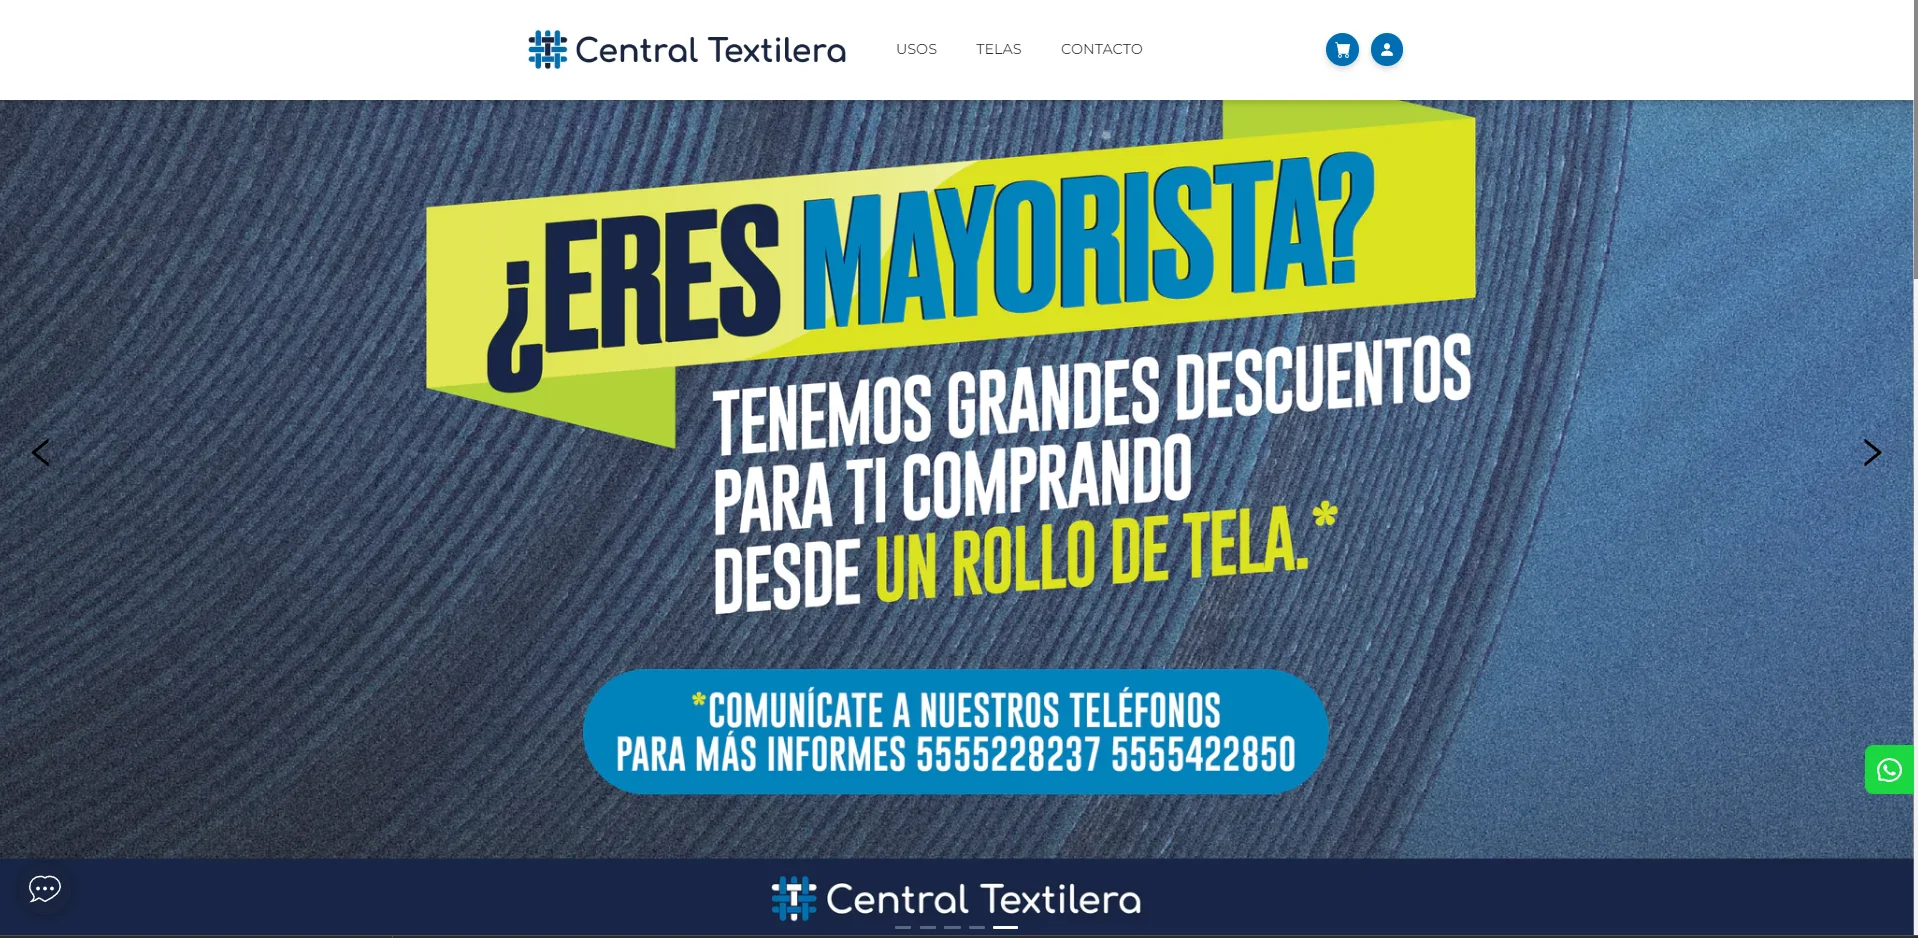 Central Textilera
USOS
TELAS
CONTACTO
¿ERES MAYORISTA?
TENEMOS GRANDES DESCUENTOS
PARA TI COMPRANDO
DESDE UN ROLLO DE TELA.*
*COMUNÍCATE A NUESTROS TELÉFONOS
PARA MÁS INFORMES 5555228237 5555422850
Central Textilera